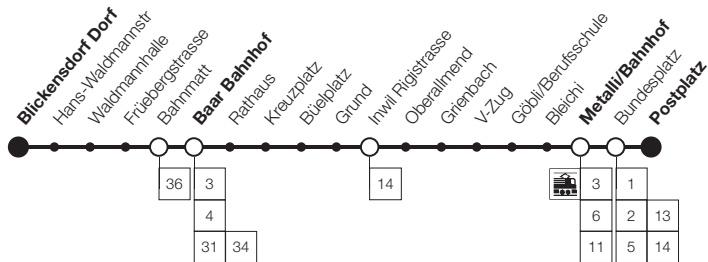 Blickensdorf Dorf
Hans-Waldmannstr
Waldmannhalle
Früebergstrasse
Bahnmatt
Baar Bahnhof
Rathaus
Kreuzplatz
Büelplatz
Grund
Inwil Rigistrasse
Oberallmend
Grienbach
V-Zug
Göbli/Berufsschule
Bleichi
Metalli/Bahnhof
Bundesplatz
Postplatz
36
3
4
31 34
14
3
6
11
1
2 13
5 14